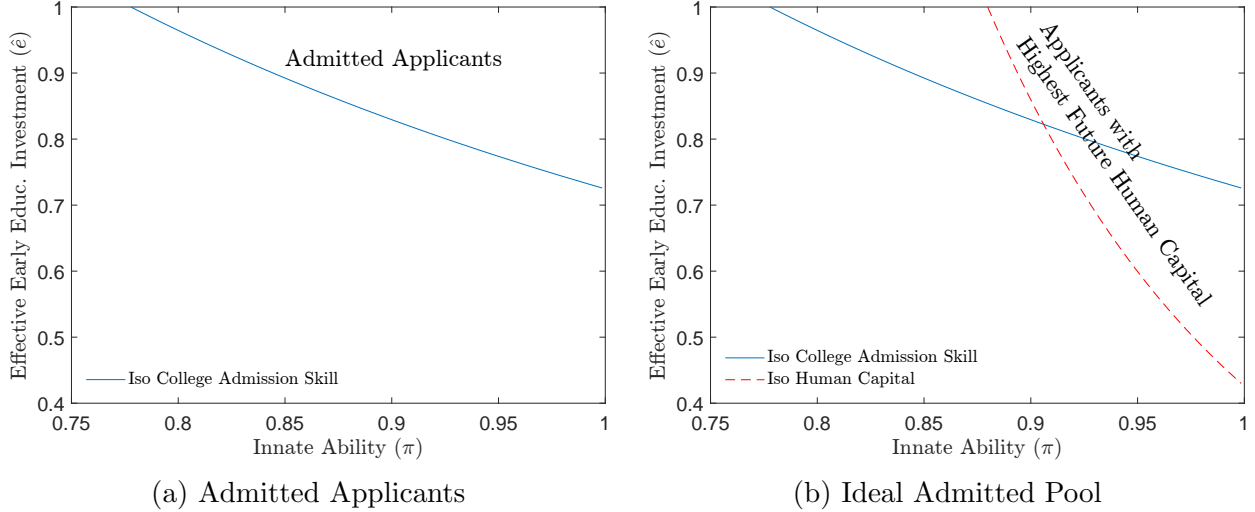 Effective Early Educ. Investment (ê)
1
0.9
0.8
0.7
0.6
0.5
0.4
Admitted Applicants
Iso College Admission Skill
0.75
0.8
0.85
0.9
0.95
1
Innate Ability (π)
(a) Admitted Applicants
Effective Early Educ. Investment (ê)
1
0.9
0.8
0.7
0.6
0.5
0.4
Applicants with
Highest Future Human Capital
Iso College Admission Skill
Iso Human Capital
0.75
0.8
0.85
0.9
0.95
1
Innate Ability (π)
(b) Ideal Admitted Pool